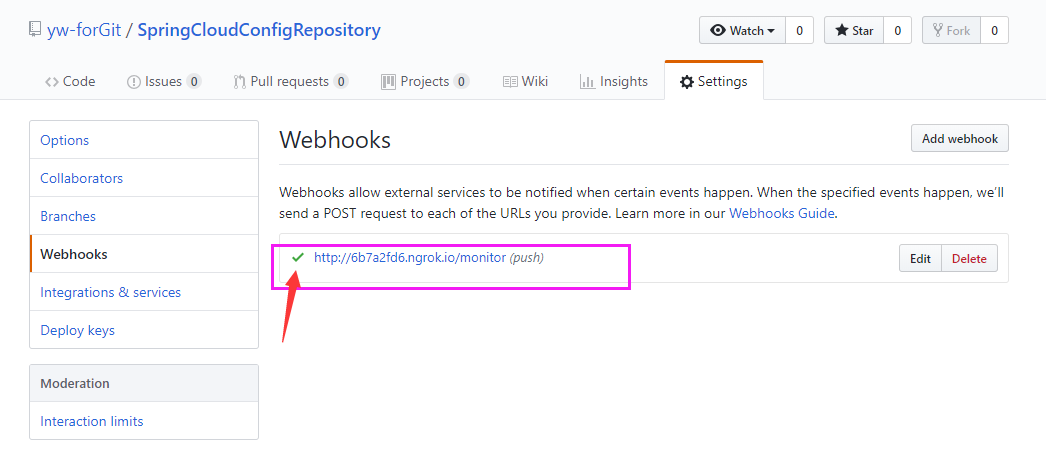 yw-forGit / SpringCloudConfigRepository
Watch 0 Star 0 Fork 0
Code Issues 0 Pull requests 0 Projects 0 Wiki Insights Settings
Options
Collaborators
Branches
Webhooks
Integrations & services
Deploy keys
Moderation
Interaction limits
Webhooks
Add webhook
Webhooks allow external services to be notified when certain events happen. When the specified events happen, we'll
send a POST request to each of the URLs you provide. Learn more in our Webhooks Guide.
http://6b7a2fd6.ngrok.io/monitor (push)
Edit Delete